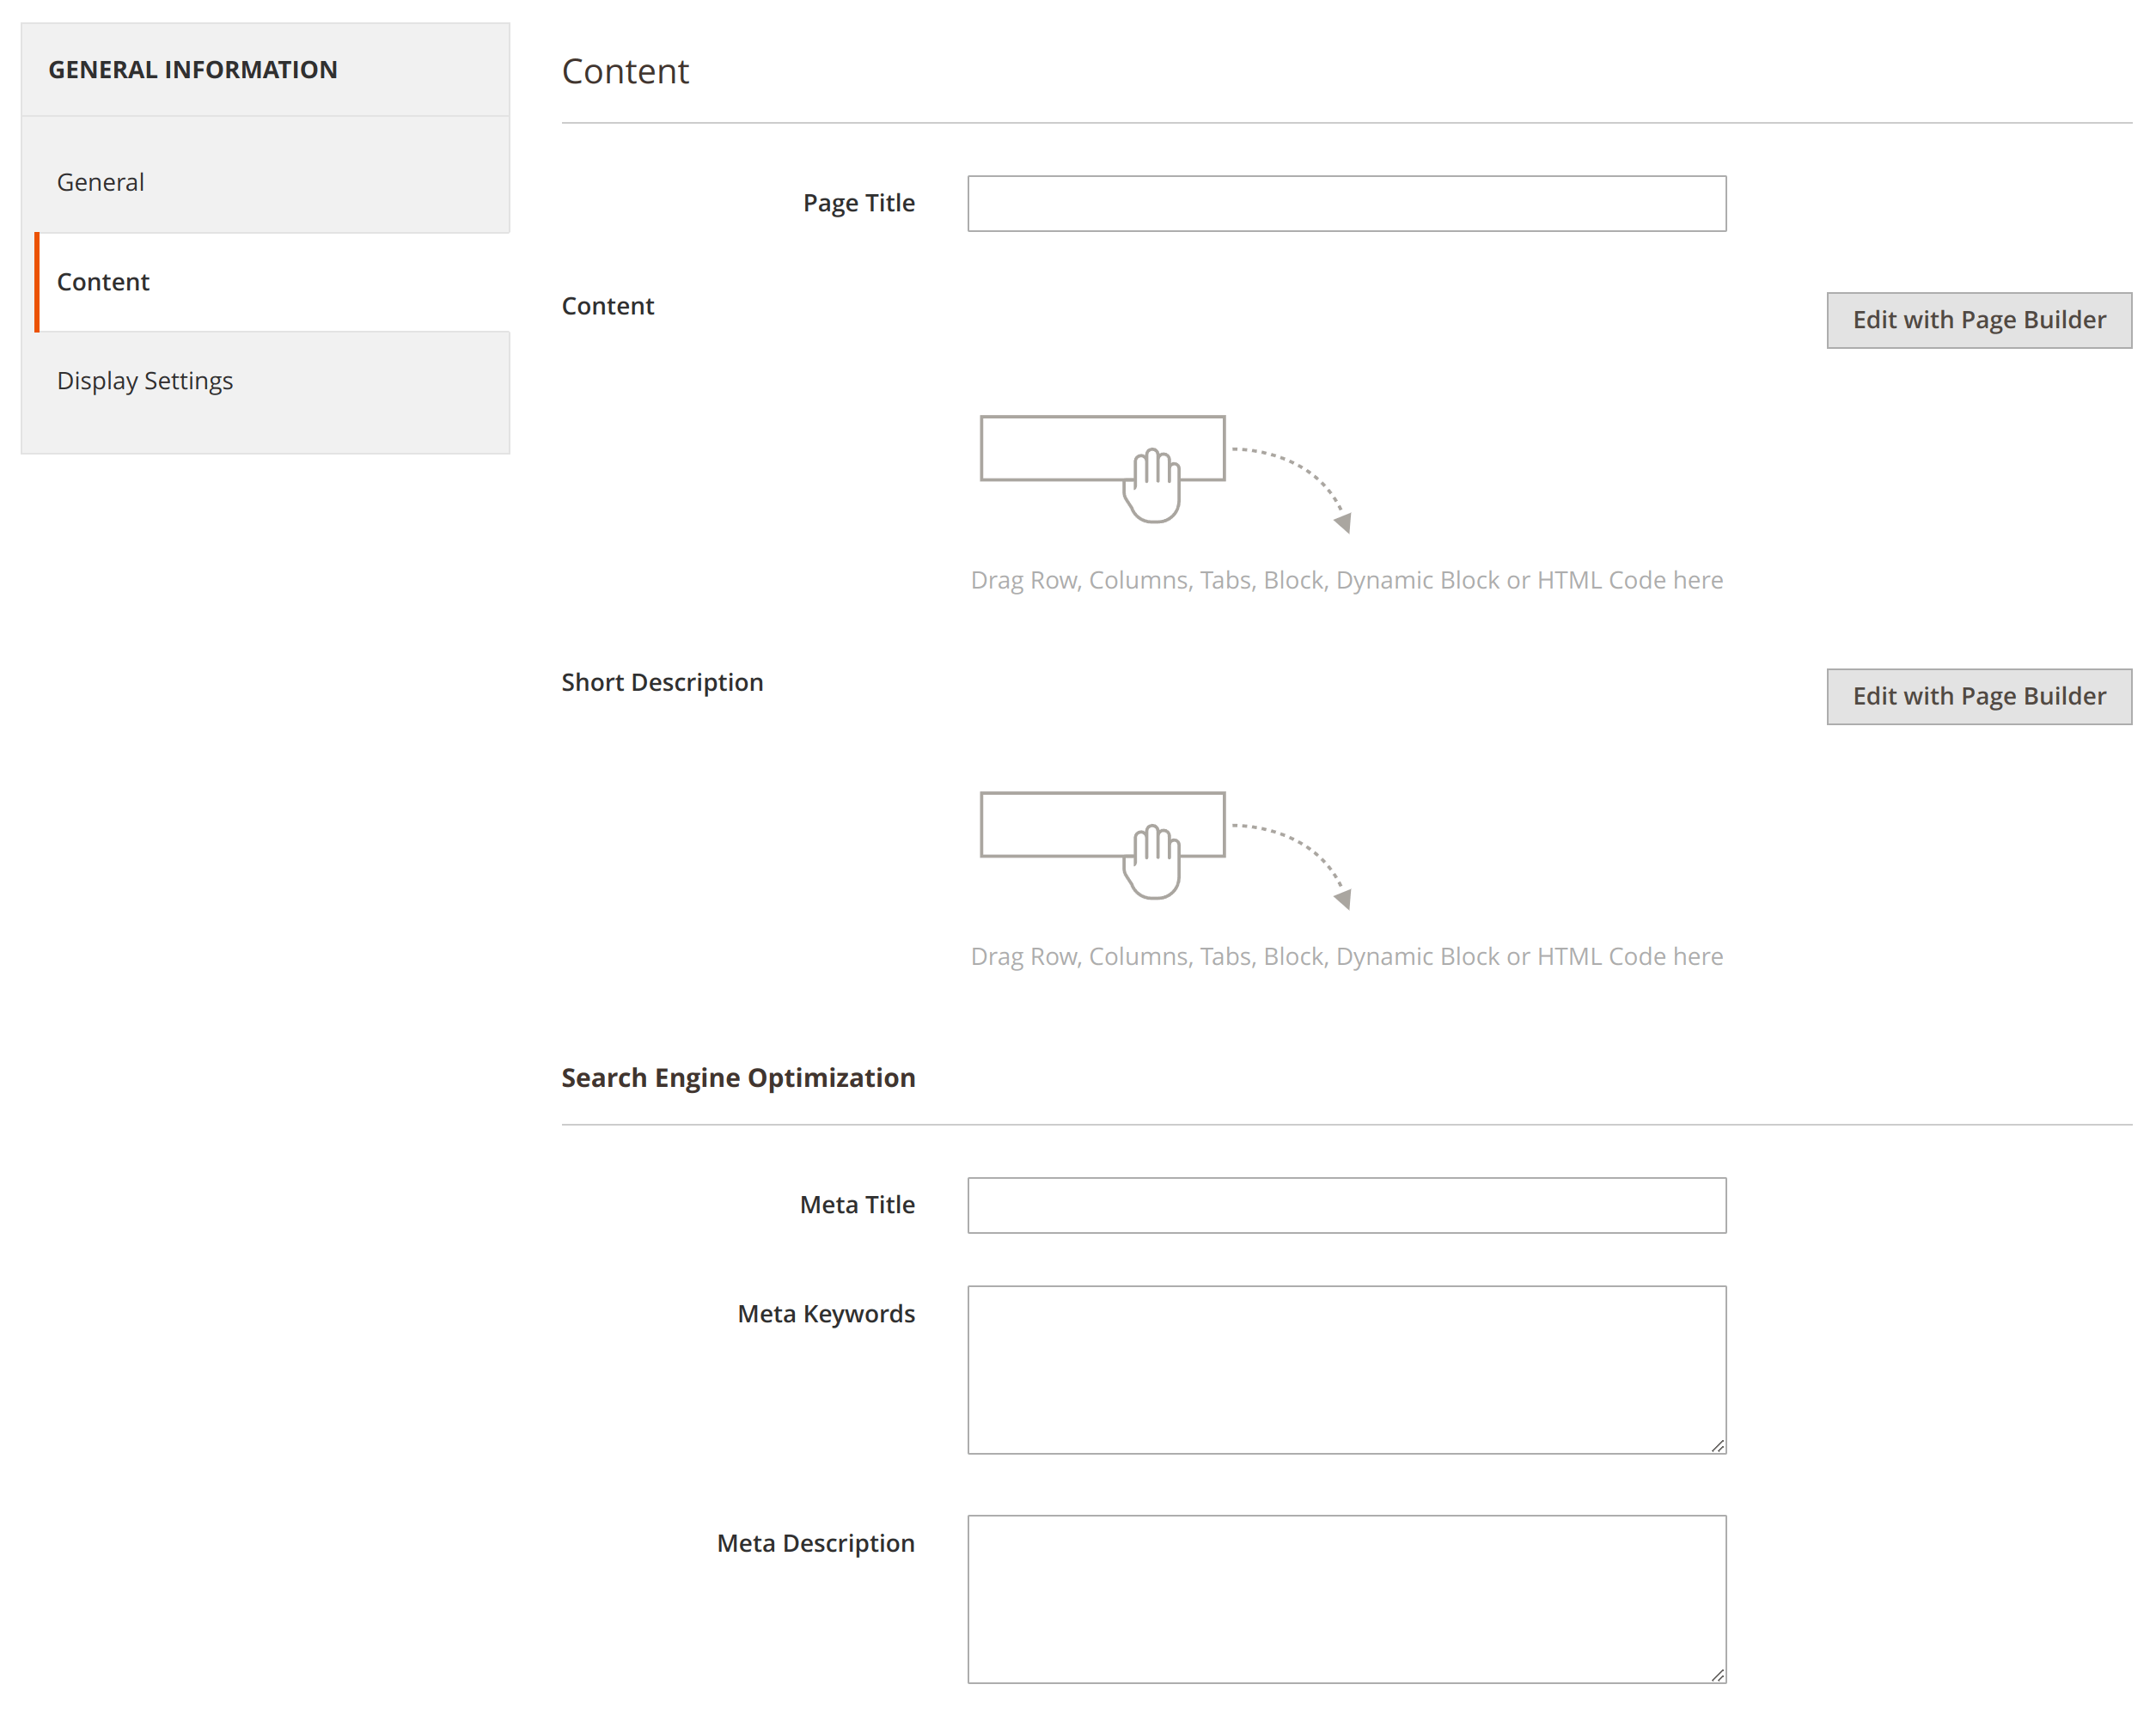 GENERAL INFORMATION
General
Content
Display Settings
Content
Page Title
Content
Edit with Page Builder
Drag Row, Columns, Tabs, Block, Dynamic Block or HTML Code here
Short Description
Edit with Page Builder
Drag Row, Columns, Tabs, Block, Dynamic Block or HTML Code here
Search Engine Optimization
Meta Title
Meta Keywords
Meta Description